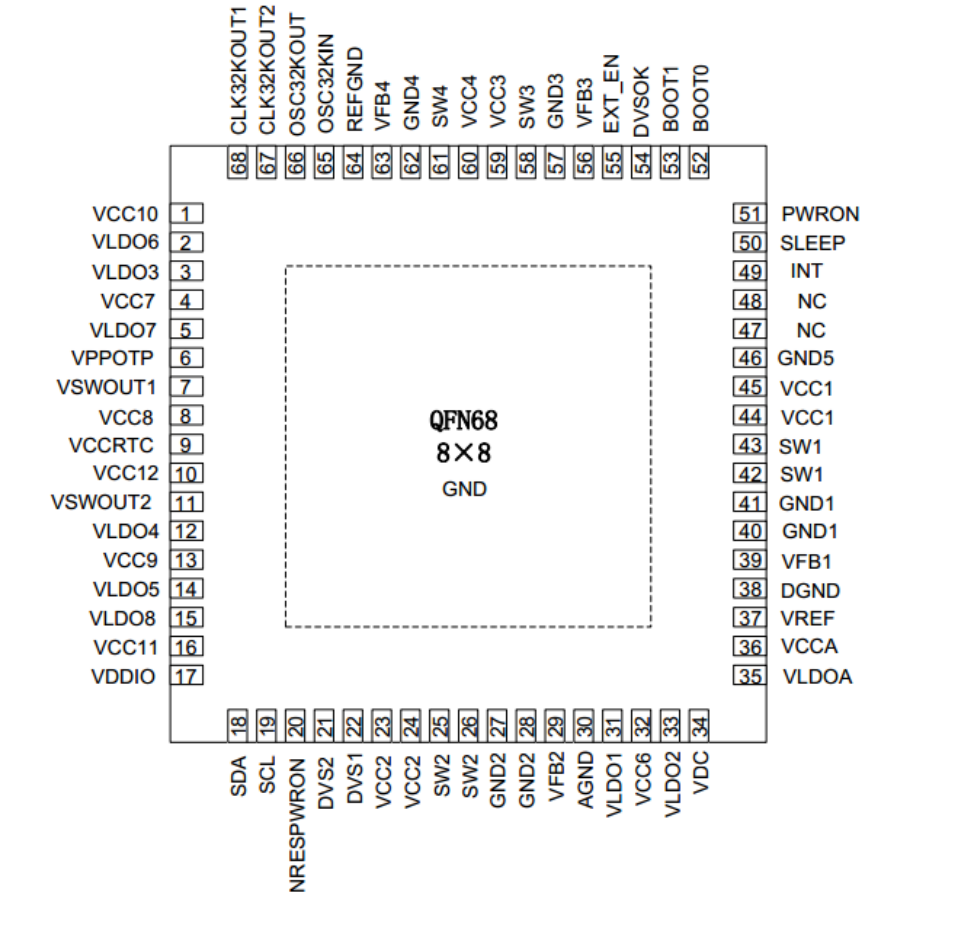 CLK32KOUT1
CLK32KOUT2
OSC32KOUT
OSC32KIN
REFGND
VFB4
GND4
SW4
VCC4
VCC3
SW3
GND3
VFB3
EXT_EN
DVSOK
BOOT1
BOOT0
68 67 66 65 64 63 62 61 60 59 58 57 56 55 54 53 52
VCC10 1
VLDO6 2
VLDO3 3
VCC7 4
VLDO7 5
VPPOTP 6
VSWOUT1 7
VCC8 8
VCCRTC 9
VCC12 10
VSWOUT2 11
VLDO4 12
VCC9 13
VLDO5 14
VLDO8 15
VCC11 16
VDDIO 17
QFN68
8×8
GND
51 PWRON
50 SLEEP
49 INT
48 NC
47 NC
46 GND5
45 VCC1
44 VCC1
43 SW1
42 SW1
41 GND1
40 GND1
39 VFB1
38 DGND
37 VREF
36 VCCA
35 VLDOA
18 19 20 21 22 23 24 25 26 27 28 29 30 31 32 33 34
SDA
SCL
NRESPWRON
DVS2
DVS1
VCC2
VCC2
SW2
SW2
GND2
GND2
VFB2
AGND
VLDO1
VCC6
VLDO2
VDC